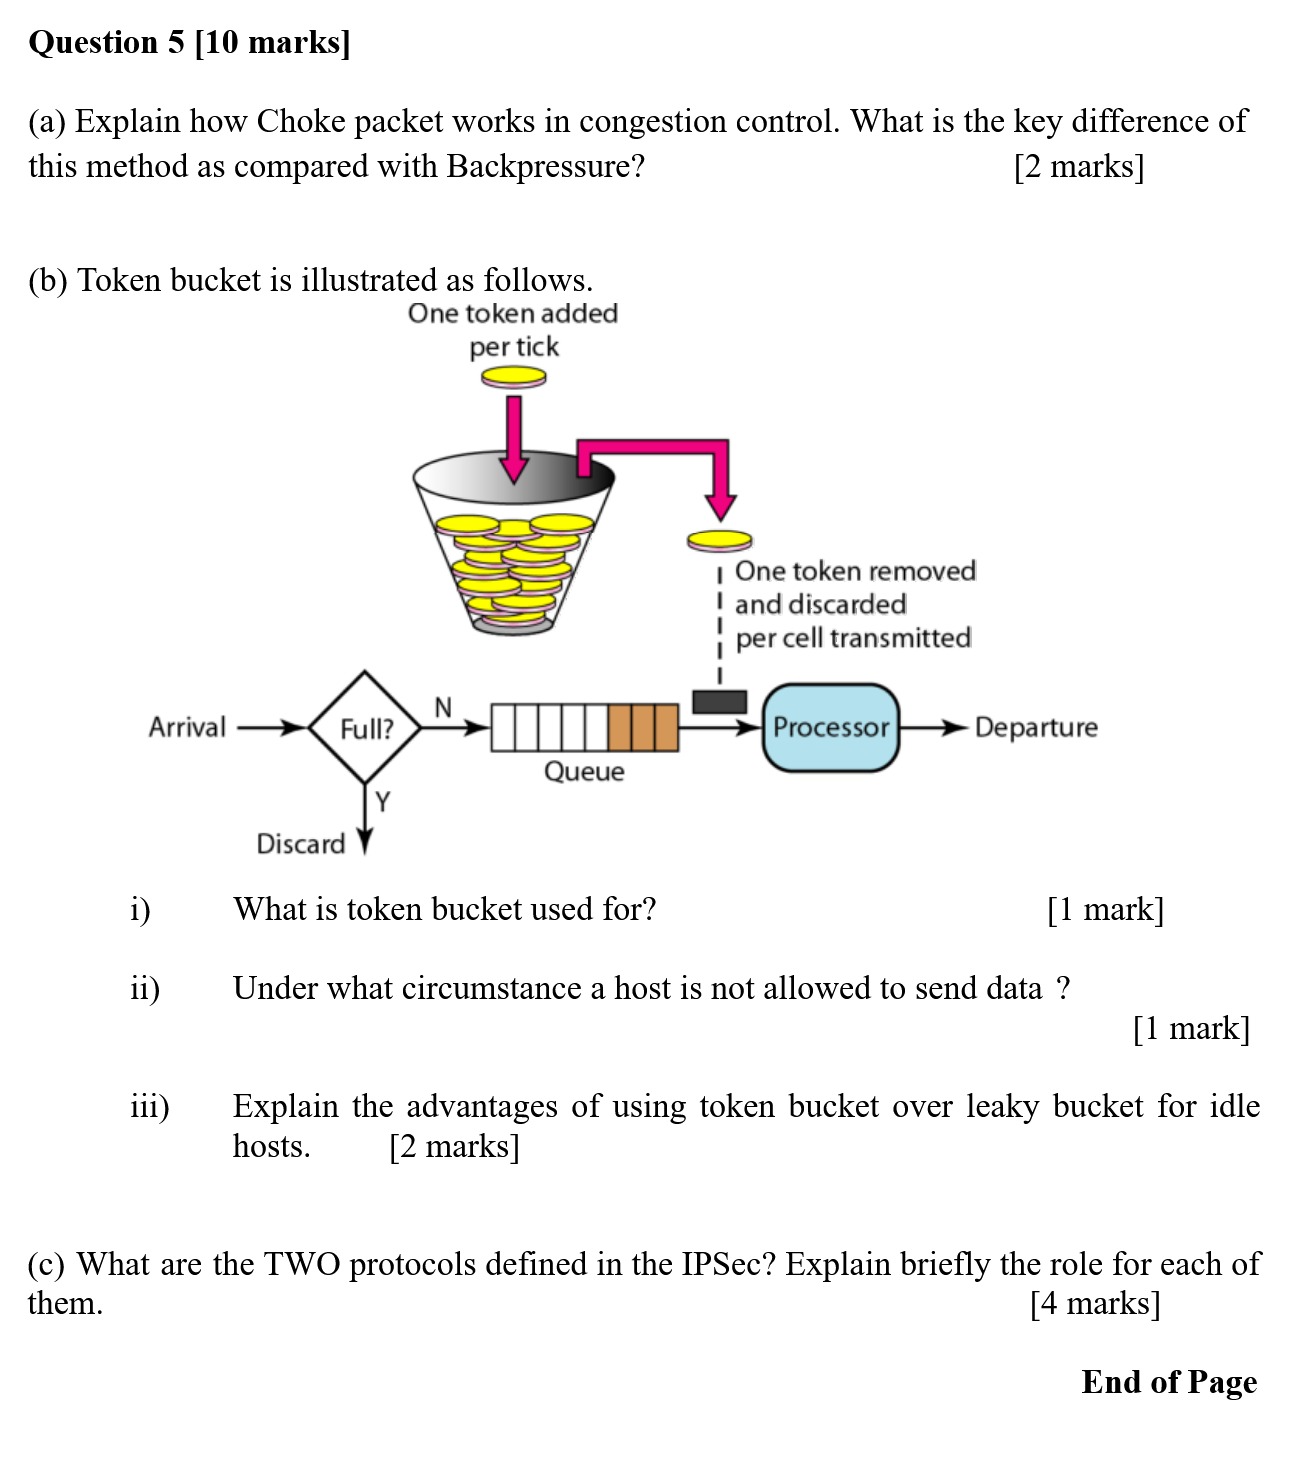 Question 5 [10 marks]
(a) Explain how Choke packet works in congestion control. What is the key difference of
this method as compared with Backpressure? [2 marks]
(b) Token bucket is illustrated as follows.
One token added
per tick
One token removed
and discarded
per cell transmitted
Arrival
Full?
N
Queue
Processor
Departure
Y
Discard
i) What is token bucket used for? [1 mark]
ii) Under what circumstance a host is not allowed to send data ?
[1 mark]
iii) Explain the advantages of using token bucket over leaky bucket for idle
hosts. [2 marks]
(c) What are the TWO protocols defined in the IPSec? Explain briefly the role for each of
them. [4 marks]
End of Page